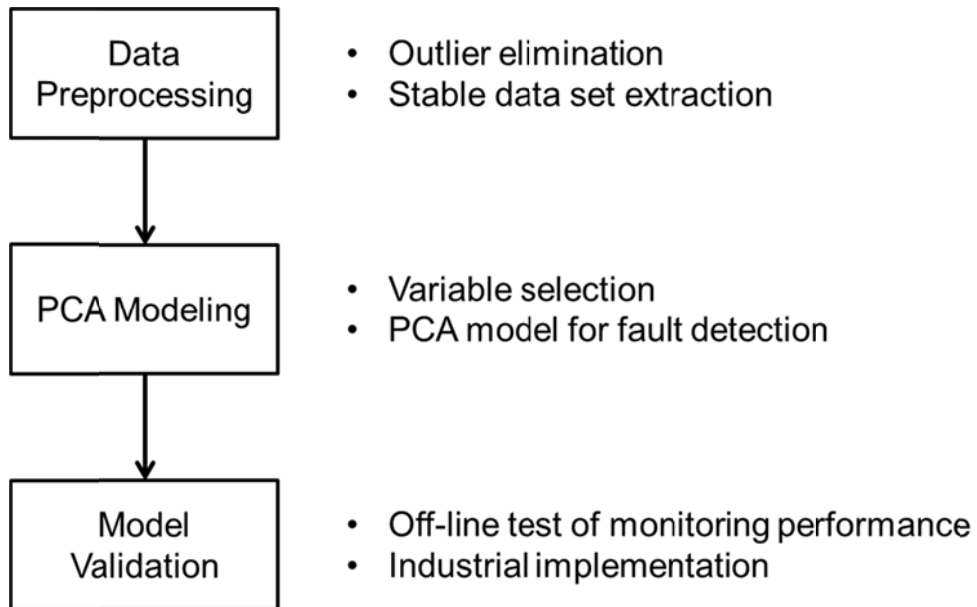 Data
Preprocessing
• Outlier elimination
• Stable data set extraction
PCA Modeling
• Variable selection
• PCA model for fault detection
Model
Validation
• Off-line test of monitoring performance
• Industrial implementation